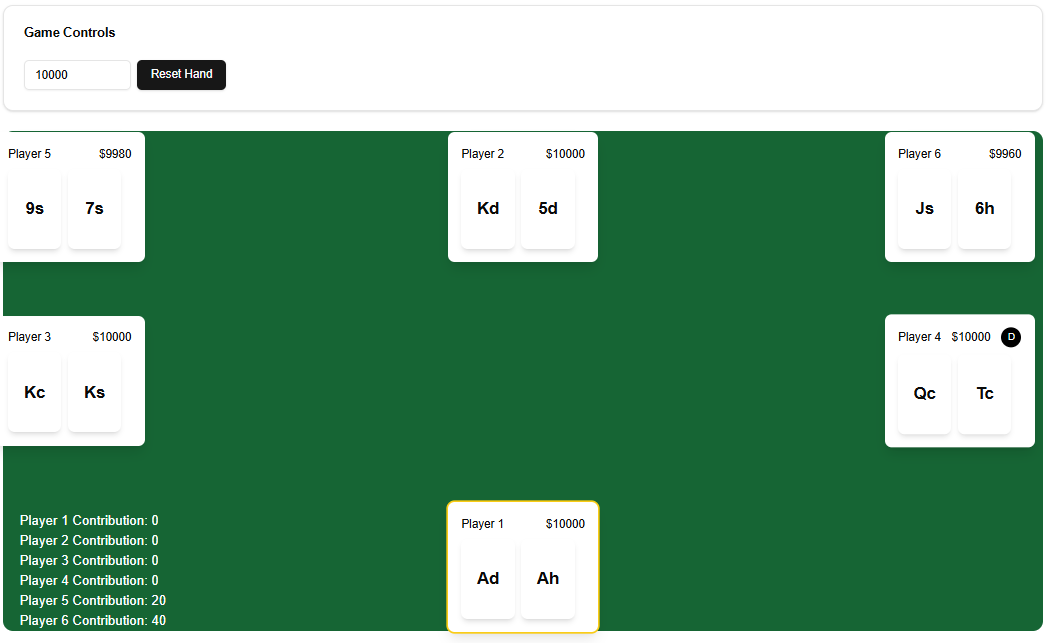 Game Controls
10000 Reset Hand
Player 5 $9980
9s 7s
Player 2 $10000
Kd 5d
Player 6 $9960
Js 6h
Player 3 $10000
Kc Ks
Player 4 $10000 D
Qc Tc
Player 1 $10000
Ad Ah
Player 1 Contribution: 0
Player 2 Contribution: 0
Player 3 Contribution: 0
Player 4 Contribution: 0
Player 5 Contribution: 20
Player 6 Contribution: 40